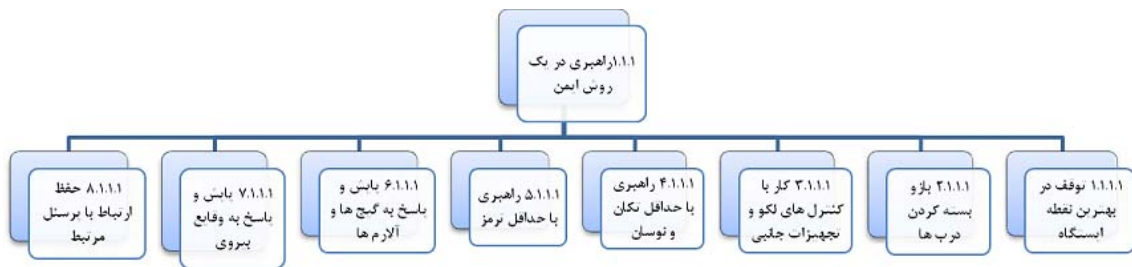 ۱.۱.۱راهبری در یک
روش ایمن
۱.۱.۱.۱ توقف در
بهترین نقطه
ایستگاه
۲.۱.۱.۱ باز و
بسته کردن
درب ها
۳.۱.۱.۱ کار با
کنترل های لکو و
تجهیزات جانبی
۴.۱.۱.۱ راهبری
با حداقل تکان
و نوسان
۵.۱.۱.۱ راهبری
با حداقل ترمز
۶.۱.۱.۱ پایش و
پاسخ به گیج ها و
آلارم ها
۷.۱.۱.۱ پایش و
پاسخ به وقایع
بیروی
۸.۱.۱.۱ حفظ
ارتباط با پرسئل
مرتبط